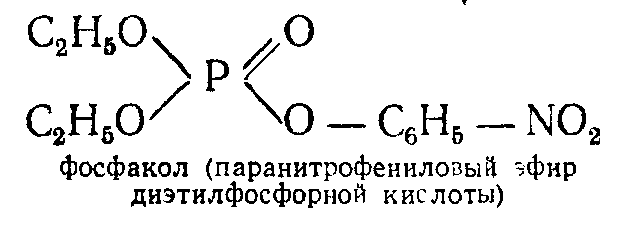 C₂H₅O O
P
C₂H₅O O — C₆H₅ — NO₂
фосфакол (паранитрофениловый эфир
диэтилфосфорной кислоты)